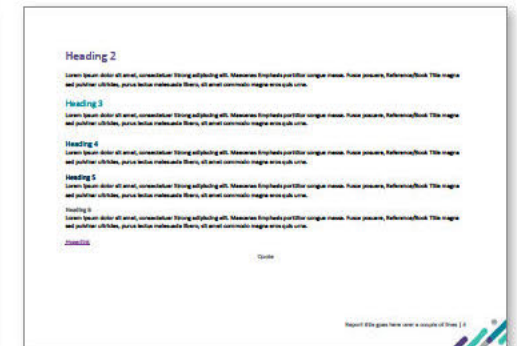 Heading 2
Lorem ipsum dolor sit amet, consectetuer Strong adipiscing elit. Maecenas Emphasis porttitor congue massa. Fusce posuere, Reference/Book Title magna
sed pulvinar ultricies, purus lectus malesuada libero, sit amet commodo magna eros quis urna.
Heading 3
Lorem ipsum dolor sit amet, consectetuer Strong adipiscing elit. Maecenas Emphasis porttitor congue massa. Fusce posuere, Reference/Book Title magna
sed pulvinar ultricies, purus lectus malesuada libero, sit amet commodo magna eros quis urna.
Heading 4
Lorem ipsum dolor sit amet, consectetuer Strong adipiscing elit. Maecenas Emphasis porttitor congue massa. Fusce posuere, Reference/Book Title magna
sed pulvinar ultricies, purus lectus malesuada libero, sit amet commodo magna eros quis urna.
Heading 5
Lorem ipsum dolor sit amet, consectetuer Strong adipiscing elit. Maecenas Emphasis porttitor congue massa. Fusce posuere, Reference/Book Title magna
sed pulvinar ultricies, purus lectus malesuada libero, sit amet commodo magna eros quis urna.
Heading 6
Lorem ipsum dolor sit amet, consectetuer Strong adipiscing elit. Maecenas Emphasis porttitor congue massa. Fusce posuere, Reference/Book Title magna
sed pulvinar ultricies, purus lectus malesuada libero, sit amet commodo magna eros quis urna.
Quote
Report title goes here over a couple of lines |